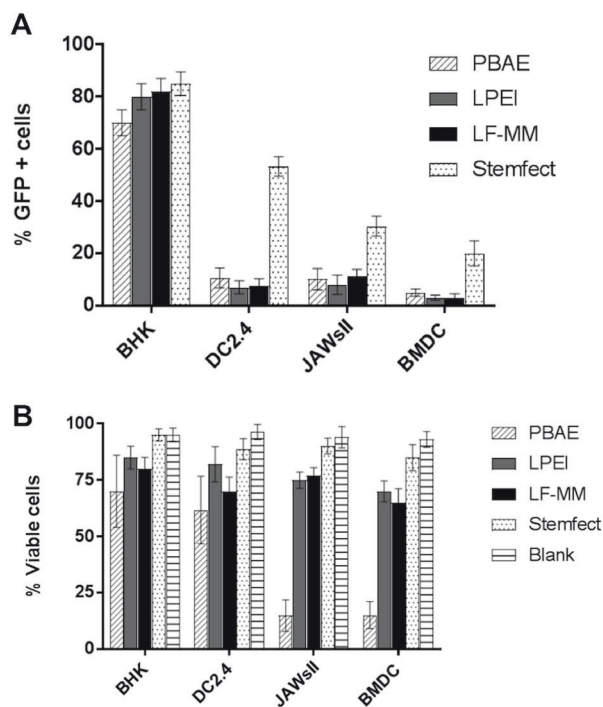 A
% GFP + cells
100
80
60
40
20
0
PBAE
LPEI
LF-MM
Stemfect
BHK
DC2.4
JAWsII
BMDC
B
% Viable cells
100
75
50
25
0
PBAE
LPEI
LF-MM
Stemfect
Blank
BHK
DC2.4
JAWsII
BMDC